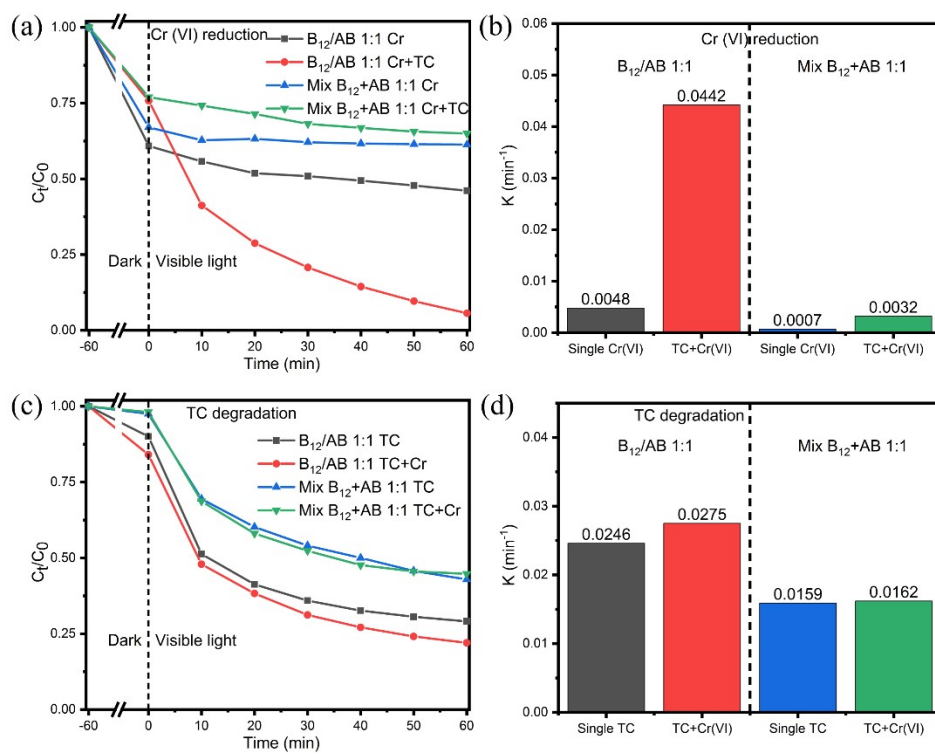 (a)
Cr (VI) reduction
B₁₂/AB 1:1 Cr
B₁₂/AB 1:1 Cr+TC
Mix B₁₂+AB 1:1 Cr
Mix B₁₂+AB 1:1 Cr+TC
1.00
0.75
0.50
0.25
0.00
Cₜ/C₀
Dark
Visible light
-60
0
10
20
30
40
50
60
Time (min)
(b)
Cr (VI) reduction
B₁₂/AB 1:1
Mix B₁₂+AB 1:1
0.06
0.05
0.04
0.03
0.02
0.01
0.00
K (min⁻¹)
0.0048
0.0442
0.0007
0.0032
Single Cr(VI)
TC+Cr(VI)
Single Cr(VI)
TC+Cr(VI)
(c)
TC degradation
B₁₂/AB 1:1 TC
B₁₂/AB 1:1 TC+Cr
Mix B₁₂+AB 1:1 TC
Mix B₁₂+AB 1:1 TC+Cr
1.00
0.75
0.50
0.25
0.00
Cₜ/C₀
Dark
Visible light
-60
0
10
20
30
40
50
60
Time (min)
(d)
TC degradation
B₁₂/AB 1:1
Mix B₁₂+AB 1:1
0.04
0.03
0.02
0.01
0.00
K (min⁻¹)
0.0246
0.0275
0.0159
0.0162
Single TC
TC+Cr(VI)
Single TC
TC+Cr(VI)